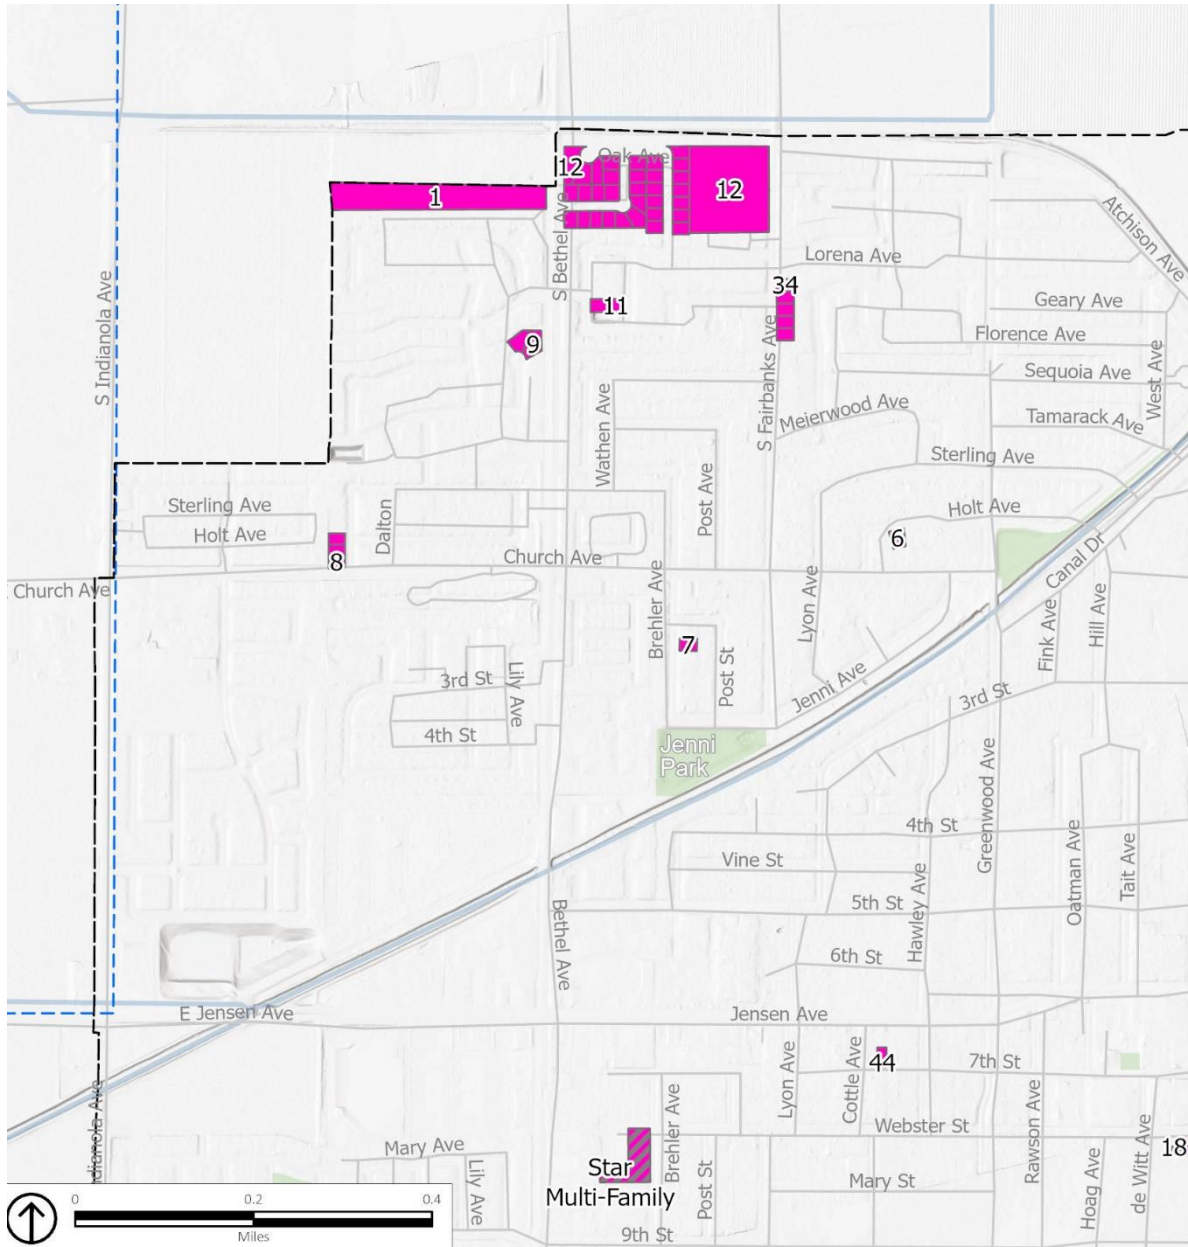 Oak Ave
12
1
12
Atchison Ave
S Bethel Ave
Lorena Ave
S Indianola Ave
34
11
Geary Ave
S Fairbanks Ave
Florence Ave
9
Sequoia Ave
West Ave
Wathen Ave
Meierwood Ave
Tamarack Ave
Sterling Ave
Post Ave
Sterling Ave
Holt Ave
Dalton
Holt Ave
6
8
Church Ave
Church Ave
Canal Dr
Brehler Ave
Lyon Ave
Fink Ave
Hill Ave
7
3rd St
Lily Ave
Post St
Jenni Ave
3rd St
4th St
Jenni
Park
Greenwood Ave
4th St
Vine St
Oatman Ave
Tait Ave
5th St
Hawley Ave
Bethel Ave
6th St
E Jensen Ave
Jensen Ave
44
7th St
Lyon Ave
Cottle Ave
Indianola Ave
Brehler Ave
Webster St
Rawson Ave
de Witt Ave
18
Mary Ave
Star
Multi-Family
Lily Ave
Post St
Mary St
Hoag Ave
9th St
0 0.2 0.4
Miles